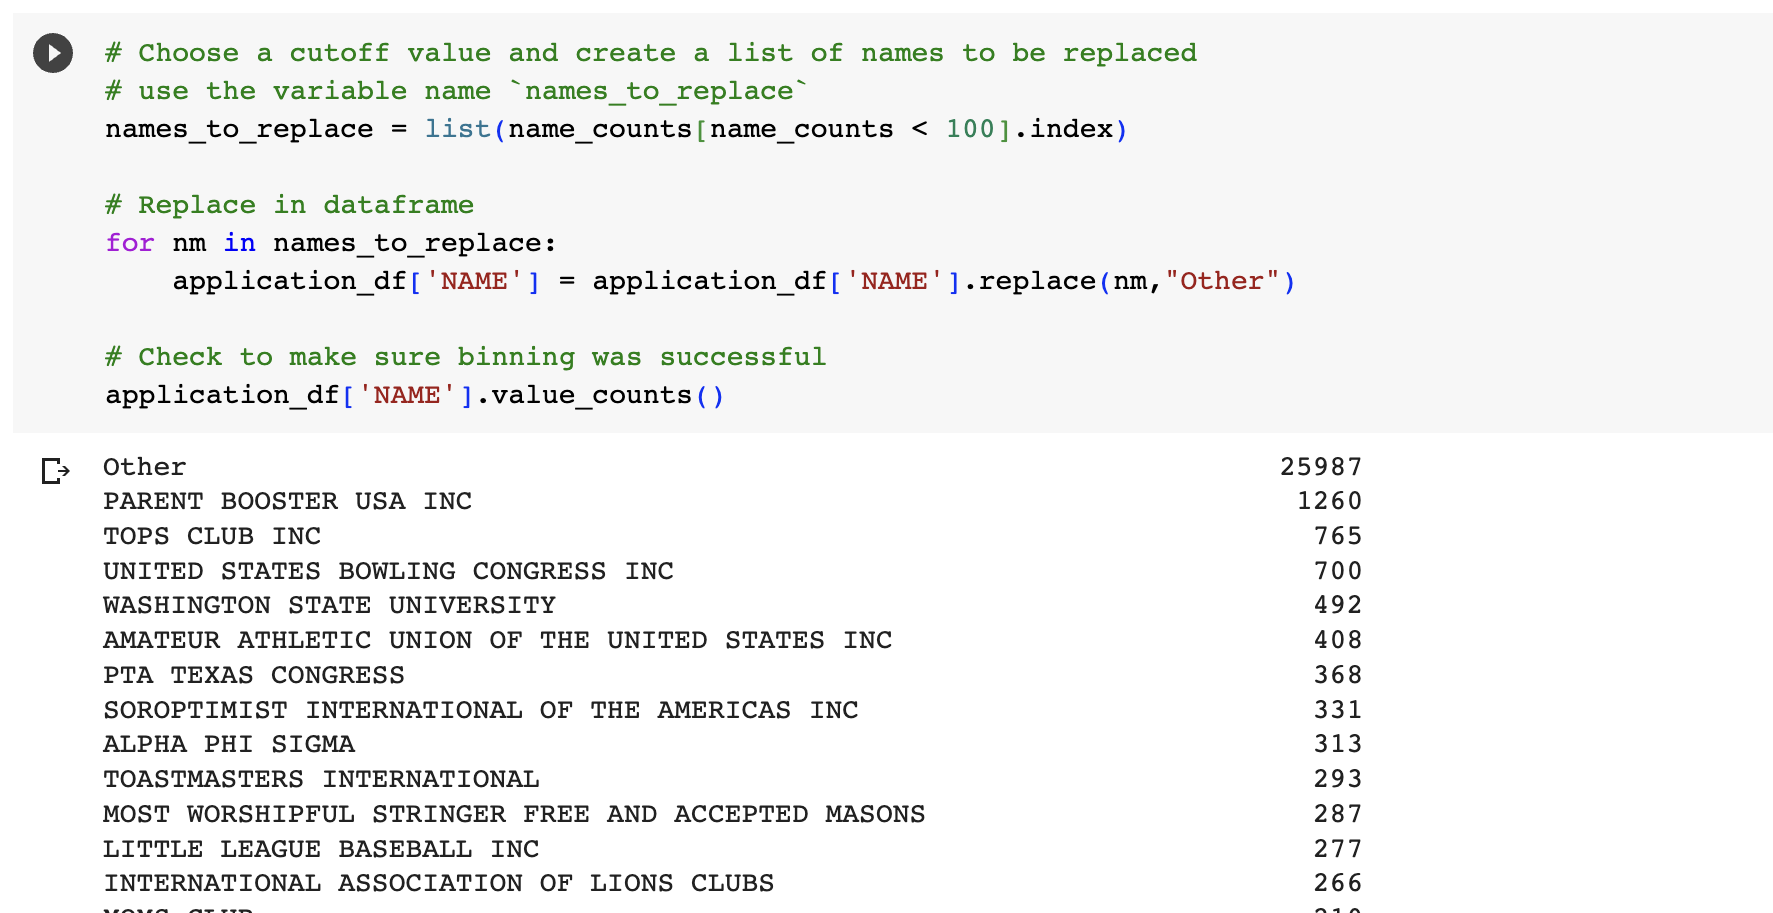 # Choose a cutoff value and create a list of names to be replaced
# use the variable name `names_to_replace`
names_to_replace = list(name_counts[name_counts < 100].index)
# Replace in dataframe
for nm in names_to_replace:
    application_df['NAME'] = application_df['NAME'].replace(nm,"Other")
# Check to make sure binning was successful
application_df['NAME'].value_counts()
Other 25987
PARENT BOOSTER USA INC 1260
TOPS CLUB INC 765
UNITED STATES BOWLING CONGRESS INC 700
WASHINGTON STATE UNIVERSITY 492
AMATEUR ATHLETIC UNION OF THE UNITED STATES INC 408
PTA TEXAS CONGRESS 368
SOROPTIMIST INTERNATIONAL OF THE AMERICAS INC 331
ALPHA PHI SIGMA 313
TOASTMASTERS INTERNATIONAL 293
MOST WORSHIPFUL STRINGER FREE AND ACCEPTED MASONS 287
LITTLE LEAGUE BASEBALL INC 277
INTERNATIONAL ASSOCIATION OF LIONS CLUBS 266